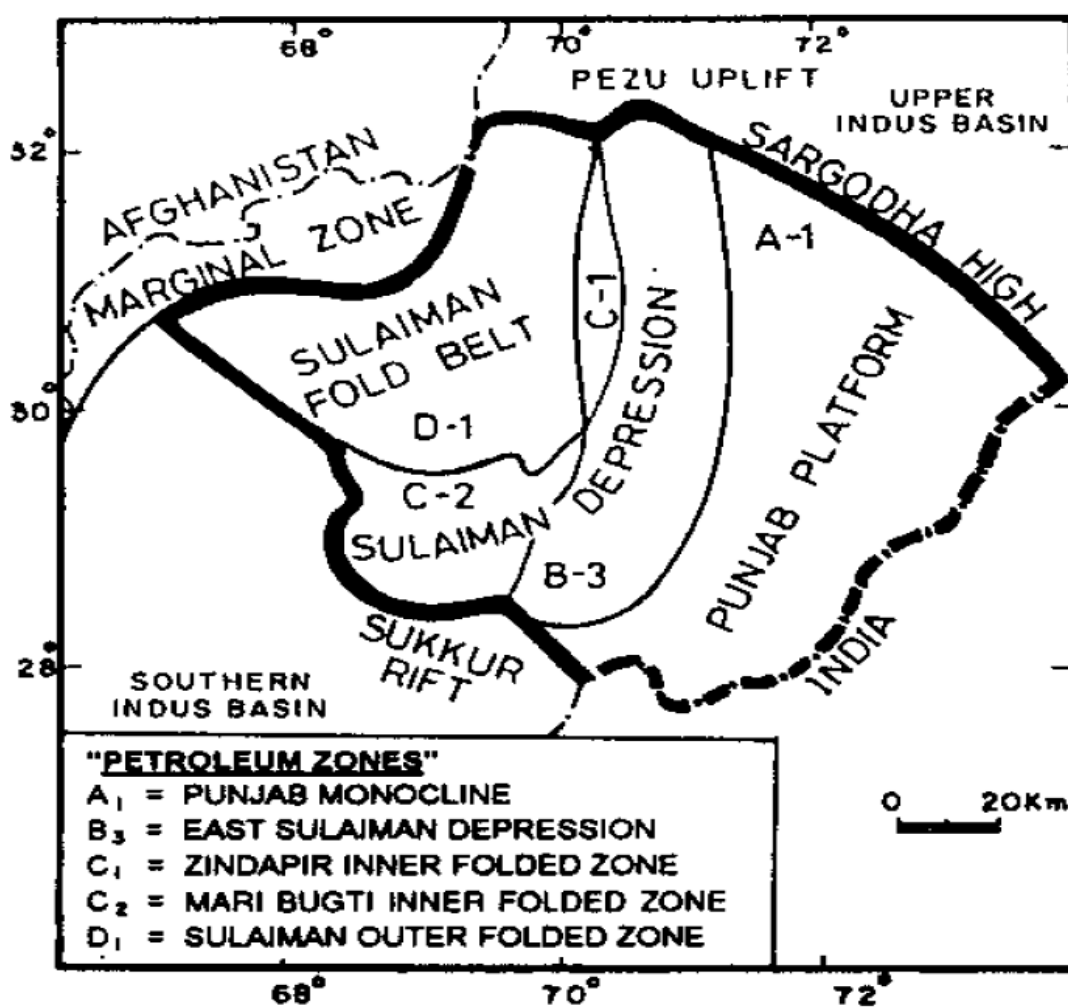 68°
70°
72°
PEZU UPLIFT
UPPER
INDUS BASIN
32°
AFGHANISTAN
SARGODHA HIGH
MARGINAL ZONE
A-1
C-1
SULAIMAN
FOLD BELT
30°
D-1
DEPRESSION
PUNJAB PLATFORM
C-2
SULAIMAN
B-3
SUKKUR
RIFT
28°
INDIA
SOUTHERN
INDUS BASIN
"PETROLEUM ZONES"
A₁ = PUNJAB MONOCLINE
B₃ = EAST SULAIMAN DEPRESSION
C₁ = ZINDAPIR INNER FOLDED ZONE
C₂ = MARI BUGTI INNER FOLDED ZONE
D₁ = SULAIMAN OUTER FOLDED ZONE
0 20Km
68°
70°
72°